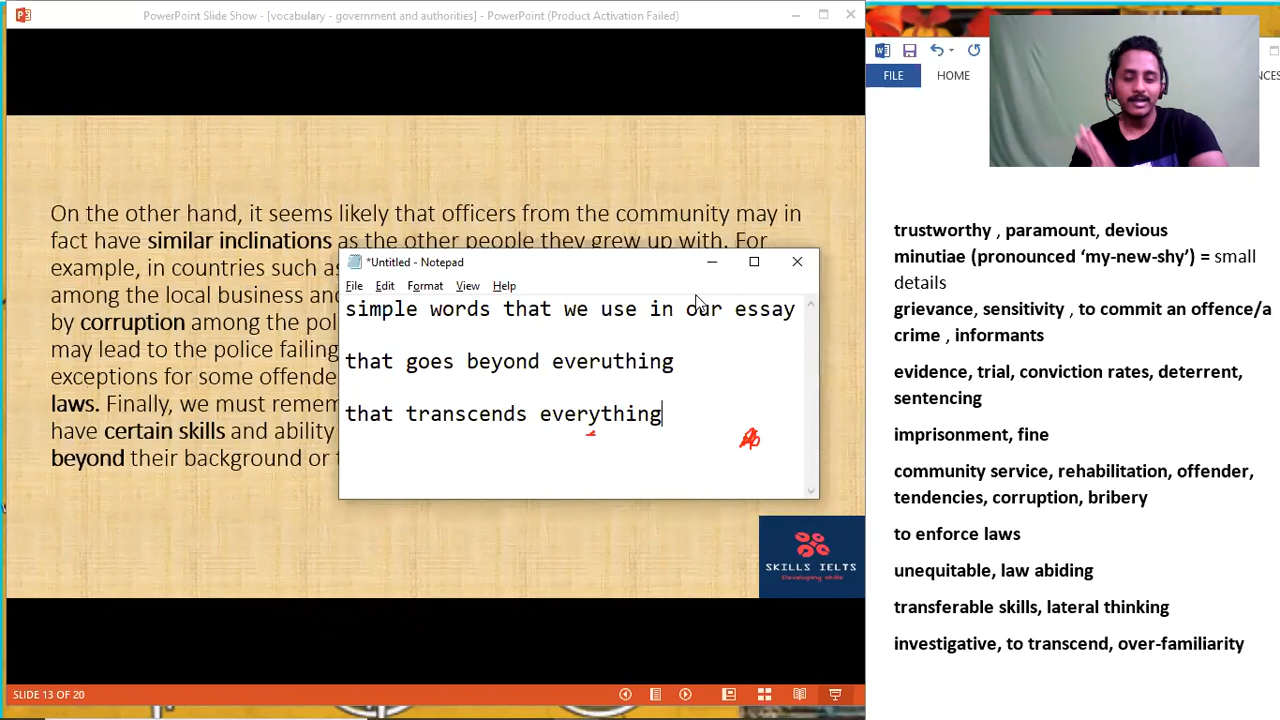 PowerPoint Slide Show - [vocabulary - government and authorities] - PowerPoint (Product Activation Failed)
FILE
HOME
NCES
On the other hand, it seems likely that officers from the community may in
fact have similar inclinations as the other people they grew up with. For
example, in countries such as
among the local business and
by corruption among the pol
may lead to the police failing
exceptions for some offende
laws. Finally, we must remem
have certain skills and ability
beyond their background or t
*Untitled - Notepad
File Edit Format View Help
simple words that we use in our essay
that goes beyond everuthing
that transcends everything
SKILLS IELTS
Developing skills
SLIDE 13 OF 20
trustworthy , paramount, devious
minutiae (pronounced ‘my-new-shy’) = small
details
grievance, sensitivity , to commit an offence/a
crime , informants
evidence, trial, conviction rates, deterrent,
sentencing
imprisonment, fine
community service, rehabilitation, offender,
tendencies, corruption, bribery
to enforce laws
unequitable, law abiding
transferable skills, lateral thinking
investigative, to transcend, over-familiarity